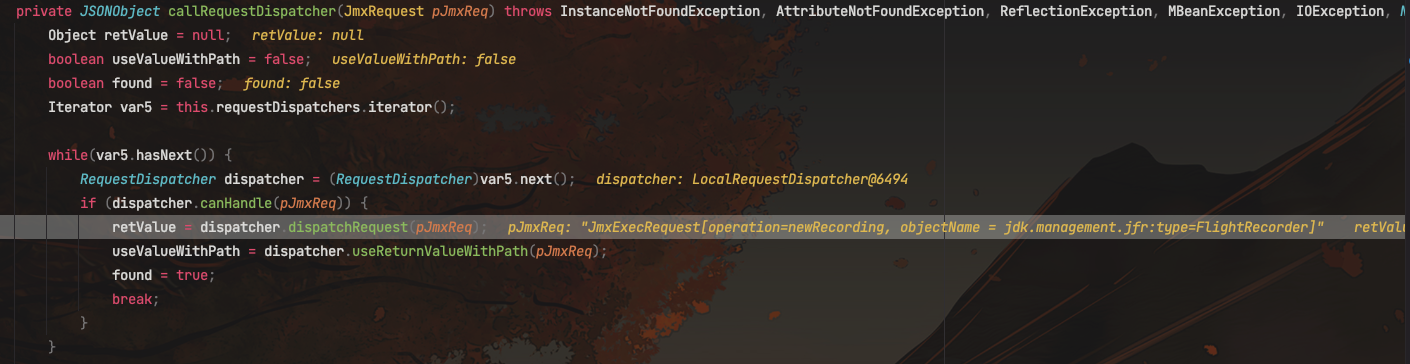 private JSONObject callRequestDispatcher(JmxRequest pJmxReq) throws InstanceNotFoundException, AttributeNotFoundException, ReflectionException, MBeanException, IOException,
Object retValue = null;   retValue: null
boolean useValueWithPath = false;   useValueWithPath: false
boolean found = false;   found: false
Iterator var5 = this.requestDispatchers.iterator();
while(var5.hasNext()) {
RequestDispatcher dispatcher = (RequestDispatcher)var5.next();   dispatcher: LocalRequestDispatcher@6494
if (dispatcher.canHandle(pJmxReq)) {
retValue = dispatcher.dispatchRequest(pJmxReq);   pJmxReq: "JmxExecRequest[operation=newRecording, objectName = jdk.management.jfr:type=FlightRecorder]"
useValueWithPath = dispatcher.useReturnValueWithPath(pJmxReq);
found = true;
break;
}
}